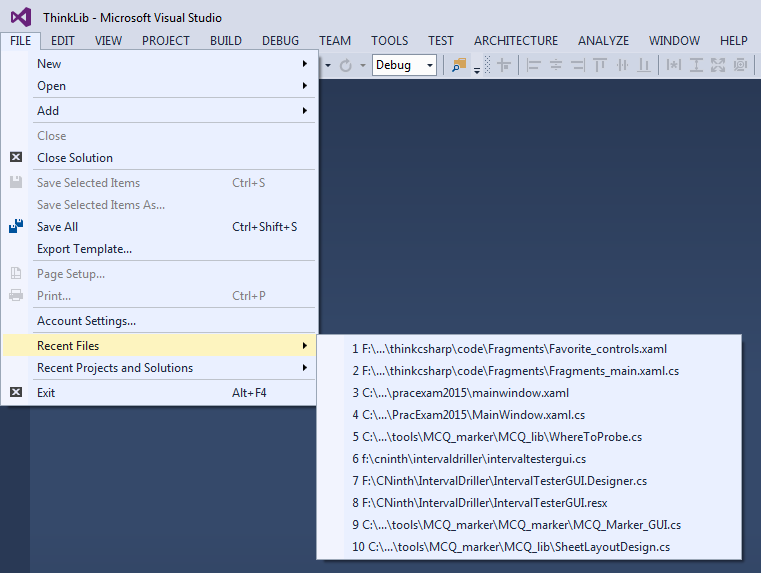 ThinkLib - Microsoft Visual Studio
FILE EDIT VIEW PROJECT BUILD DEBUG TEAM TOOLS TEST ARCHITECTURE ANALYZE WINDOW HELP
Debug
New
Open
Add
Close
Close Solution
Save Selected Items Ctrl+S
Save Selected Items As...
Save All Ctrl+Shift+S
Export Template...
Page Setup...
Print... Ctrl+P
Account Settings...
Recent Files
Recent Projects and Solutions
Exit Alt+F4
1 F:\...\thinkcsharp\code\Fragments\Favorite_controls.xaml
2 F:\...\thinkcsharp\code\Fragments\Fragments_main.xaml.cs
3 C:\...\pracexam2015\mainwindow.xaml
4 C:\...\PracExam2015\MainWindow.xaml.cs
5 C:\...\tools\MCQ_marker\MCQ_lib\WhereToProbe.cs
6 f:\cninth\intervaldriller\intervaltestergui.cs
7 F:\CNinth\IntervalDriller\IntervalTesterGUI.Designer.cs
8 F:\CNinth\IntervalDriller\IntervalTesterGUI.resx
9 C:\...\tools\MCQ_marker\MCQ_marker\MCQ_Marker_GUI.cs
10 C:\...\tools\MCQ_marker\MCQ_lib\SheetLayoutDesign.cs